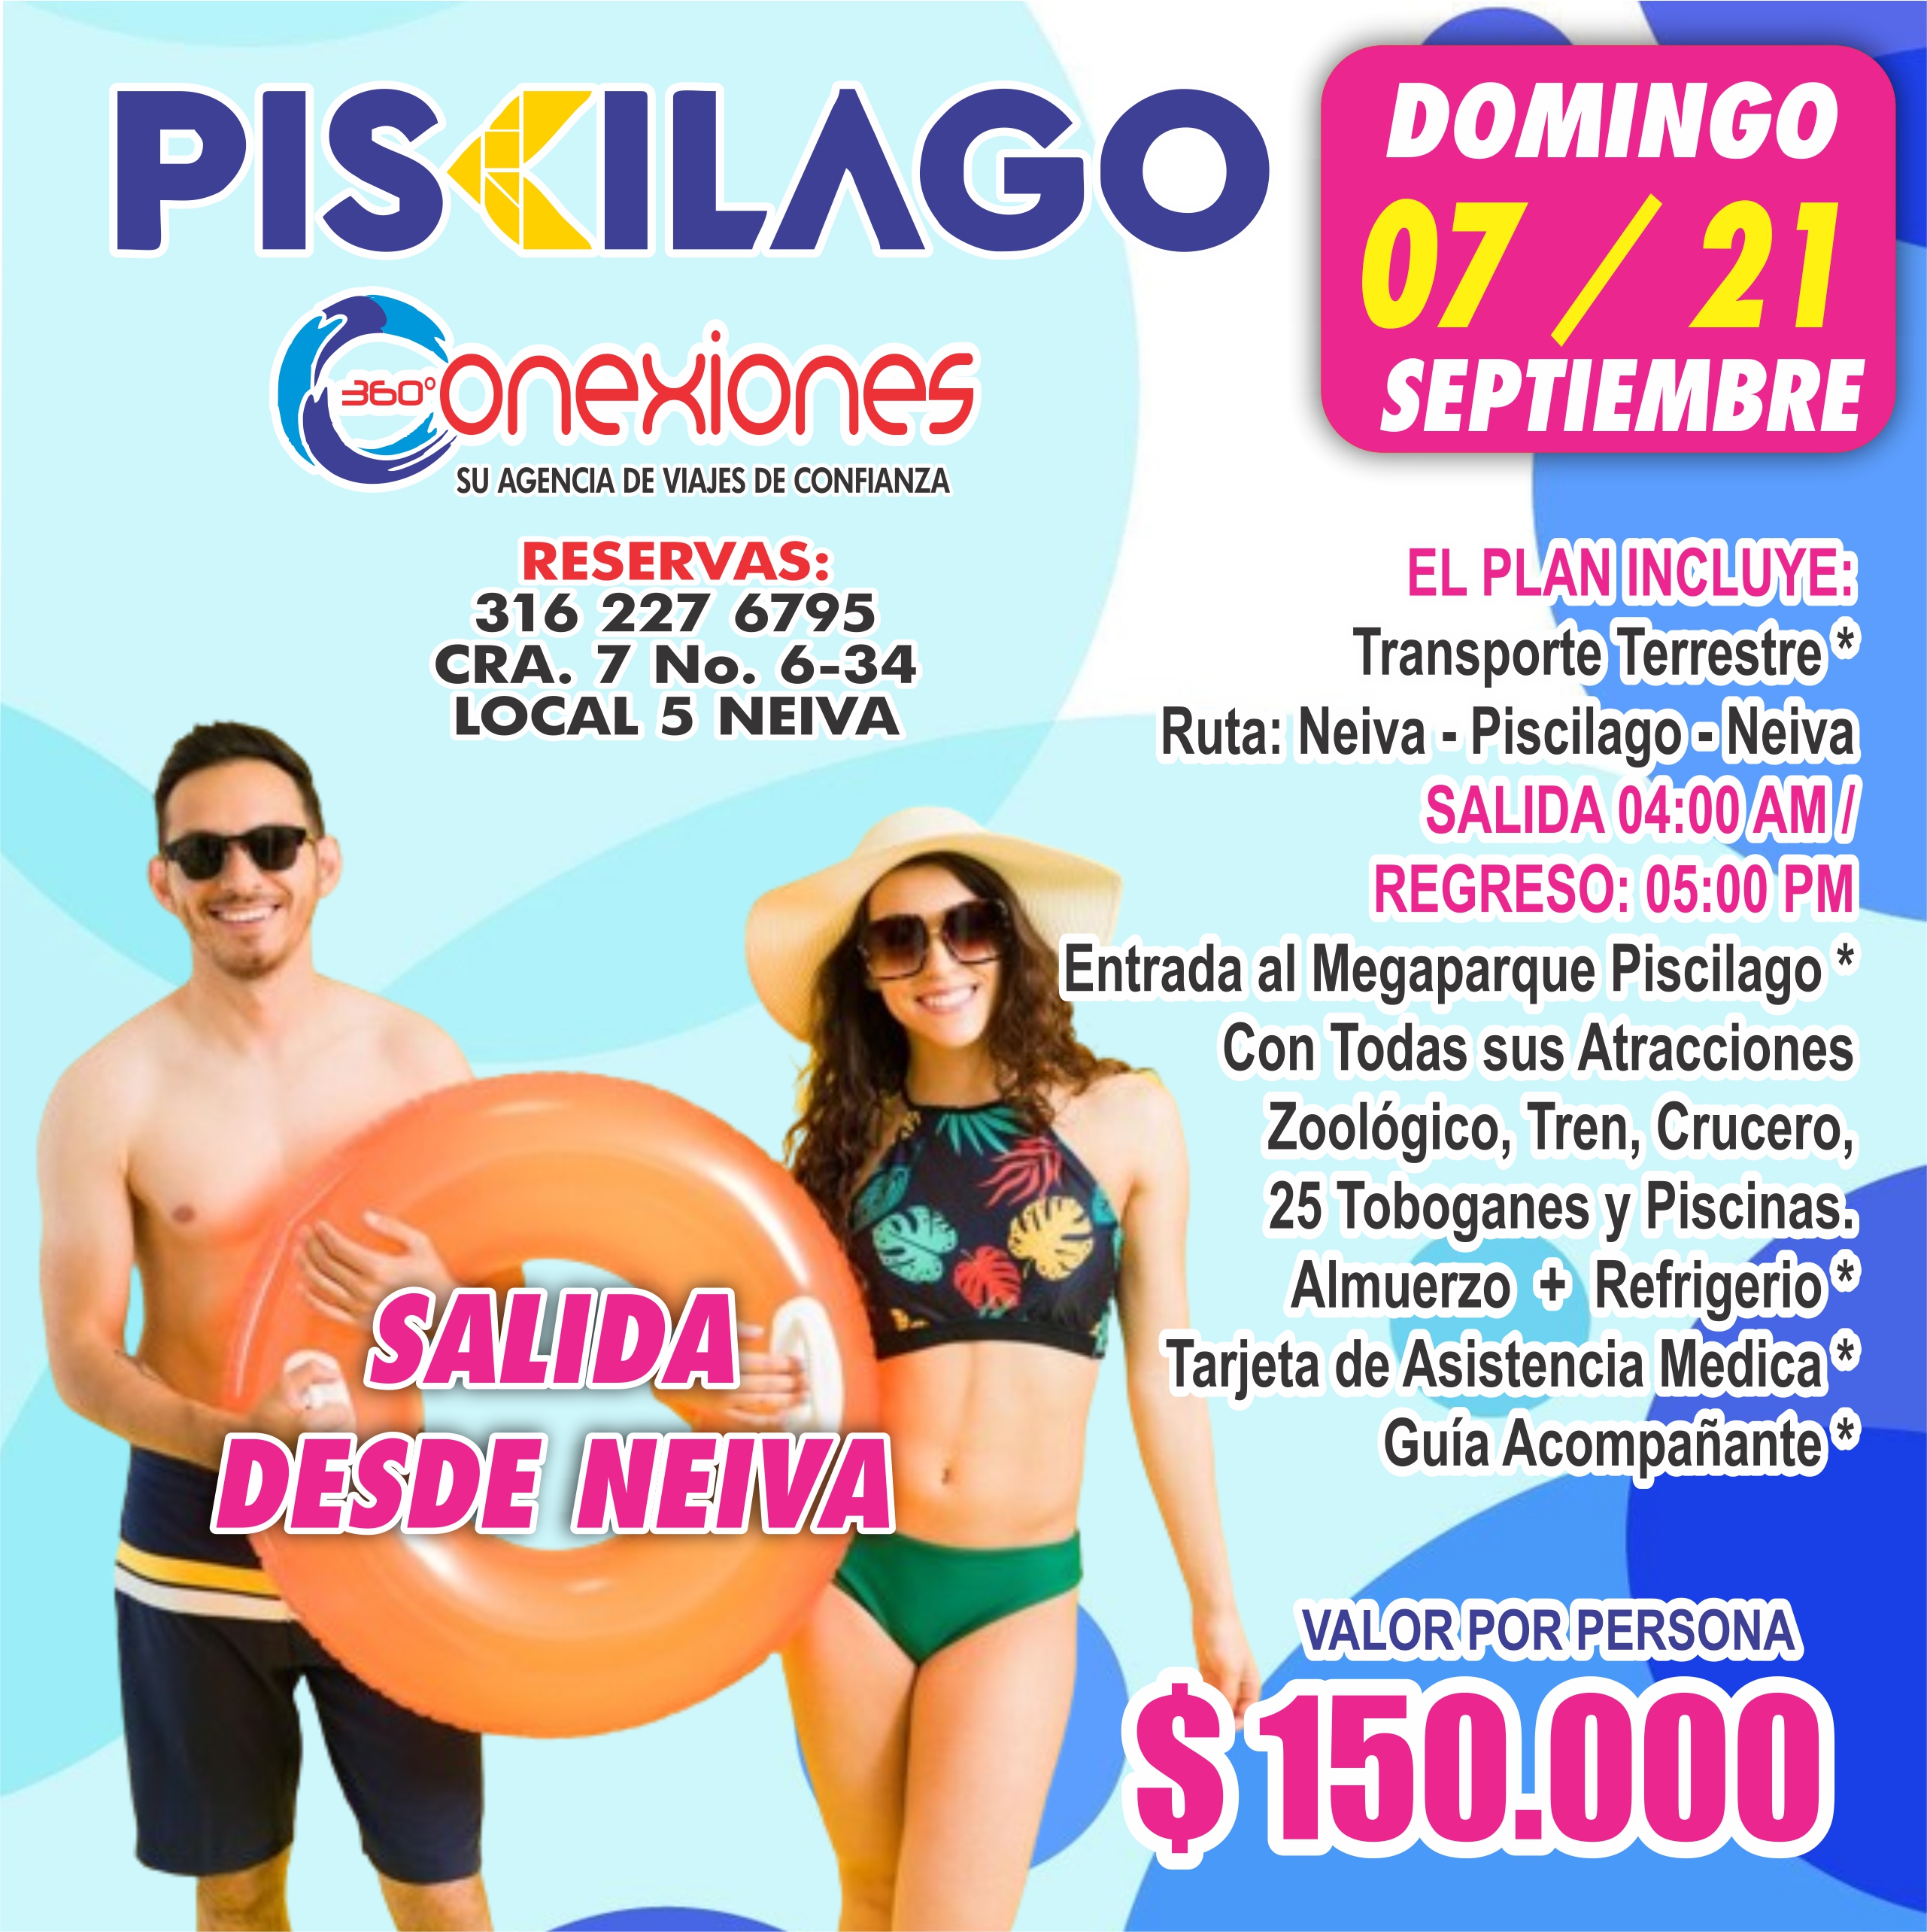 PISKILAGO
360° Conexiones
SU AGENCIA DE VIAJES DE CONFIANZA
RESERVAS:
316 227 6795
CRA. 7 No. 6-34
LOCAL 5 NEIVA
DOMINGO
07 / 21
SEPTIEMBRE
EL PLAN INCLUYE:
Transporte Terrestre *
Ruta: Neiva - Piscilago - Neiva
SALIDA 04:00 AM /
REGRESO: 05:00 PM
Entrada al Megaparque Piscilago *
Con Todas sus Atracciones
Zoológico, Tren, Crucero,
25 Toboganes y Piscinas.
Almuerzo + Refrigerio *
Tarjeta de Asistencia Medica *
Guía Acompañante *
SALIDA
DESDE NEIVA
VALOR POR PERSONA
$ 150.000